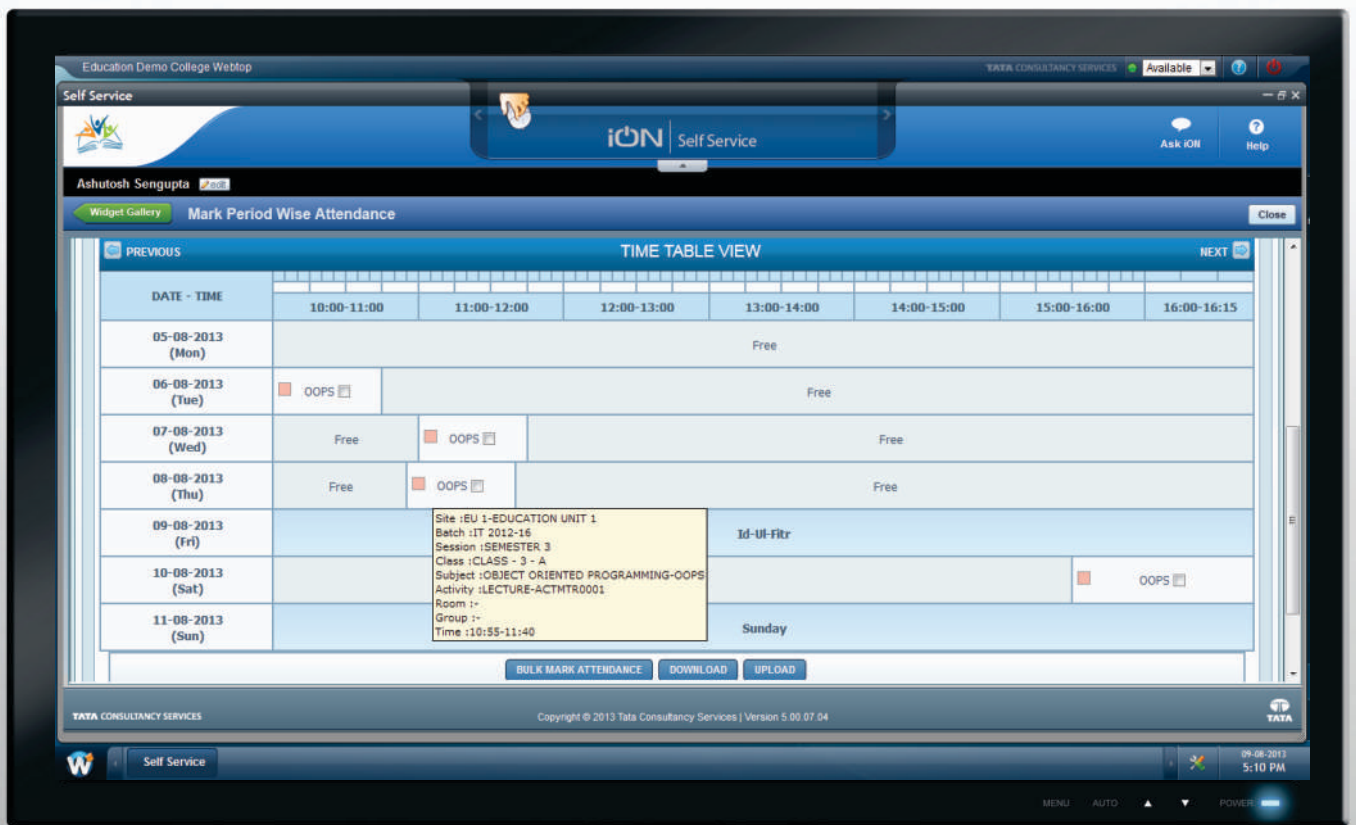 Education Demo College Webtop
TATA CONSULTANCY SERVICES Available ?
Self Service
iON Self Service
Ask iON
? Help
Ashutosh Sengupta edit
Widget Gallery Mark Period Wise Attendance Close
PREVIOUS TIME TABLE VIEW NEXT
DATE - TIME 10:00-11:00 11:00-12:00 12:00-13:00 13:00-14:00 14:00-15:00 15:00-16:00 16:00-16:15
05-08-2013
(Mon)
Free
06-08-2013
(Tue)
OOPS Free
07-08-2013
(Wed)
Free OOPS Free
08-08-2013
(Thu)
Free OOPS Free
09-08-2013
(Fri)
Id-Ul-Fitr
10-08-2013
(Sat)
OOPS
11-08-2013
(Sun)
Sunday
Site :EU 1-EDUCATION UNIT 1
Batch :IT 2012-16
Session :SEMESTER 3
Class :CLASS - 3 - A
Subject :OBJECT ORIENTED PROGRAMMING-OOPS
Activity :LECTURE-ACTMTR0001
Room :-
Group :-
Time :10:55-11:40
BULK MARK ATTENDANCE DOWNLOAD UPLOAD
TATA CONSULTANCY SERVICES Copyright © 2013 Tata Consultancy Services | Version 5.00.07.04 TATA
W Self Service 09-08-2013
5:10 PM
MENU AUTO POWER